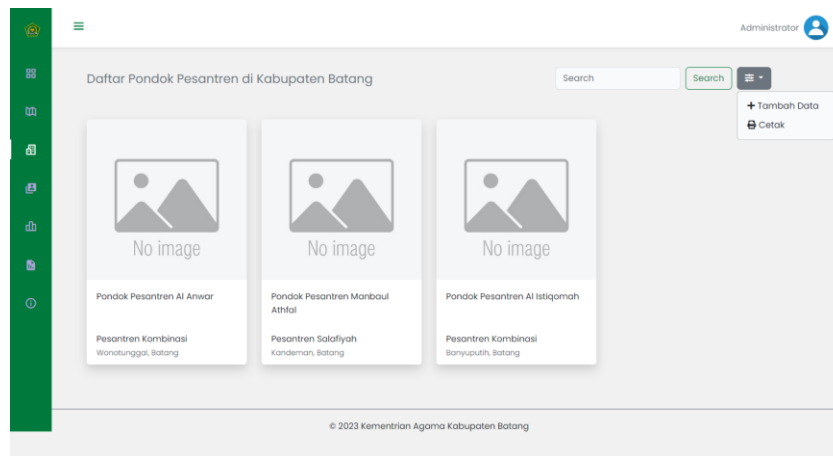 Administrator
Daftar Pondok Pesantren di Kabupaten Batang
Search
Search
Tambah Data
Cetak
No image
No image
No image
Pondok Pesantren Al Anwar
Pesantren Kombinasi
Wonotunggal, Batang
Pondok Pesantren Manbaul
Athfal
Pesantren Salafiyah
Kandeman, Batang
Pondok Pesantren Al Istiqomah
Pesantren Kombinasi
Banyuputih, Batang
© 2023 Kementrian Agama Kabupaten Batang